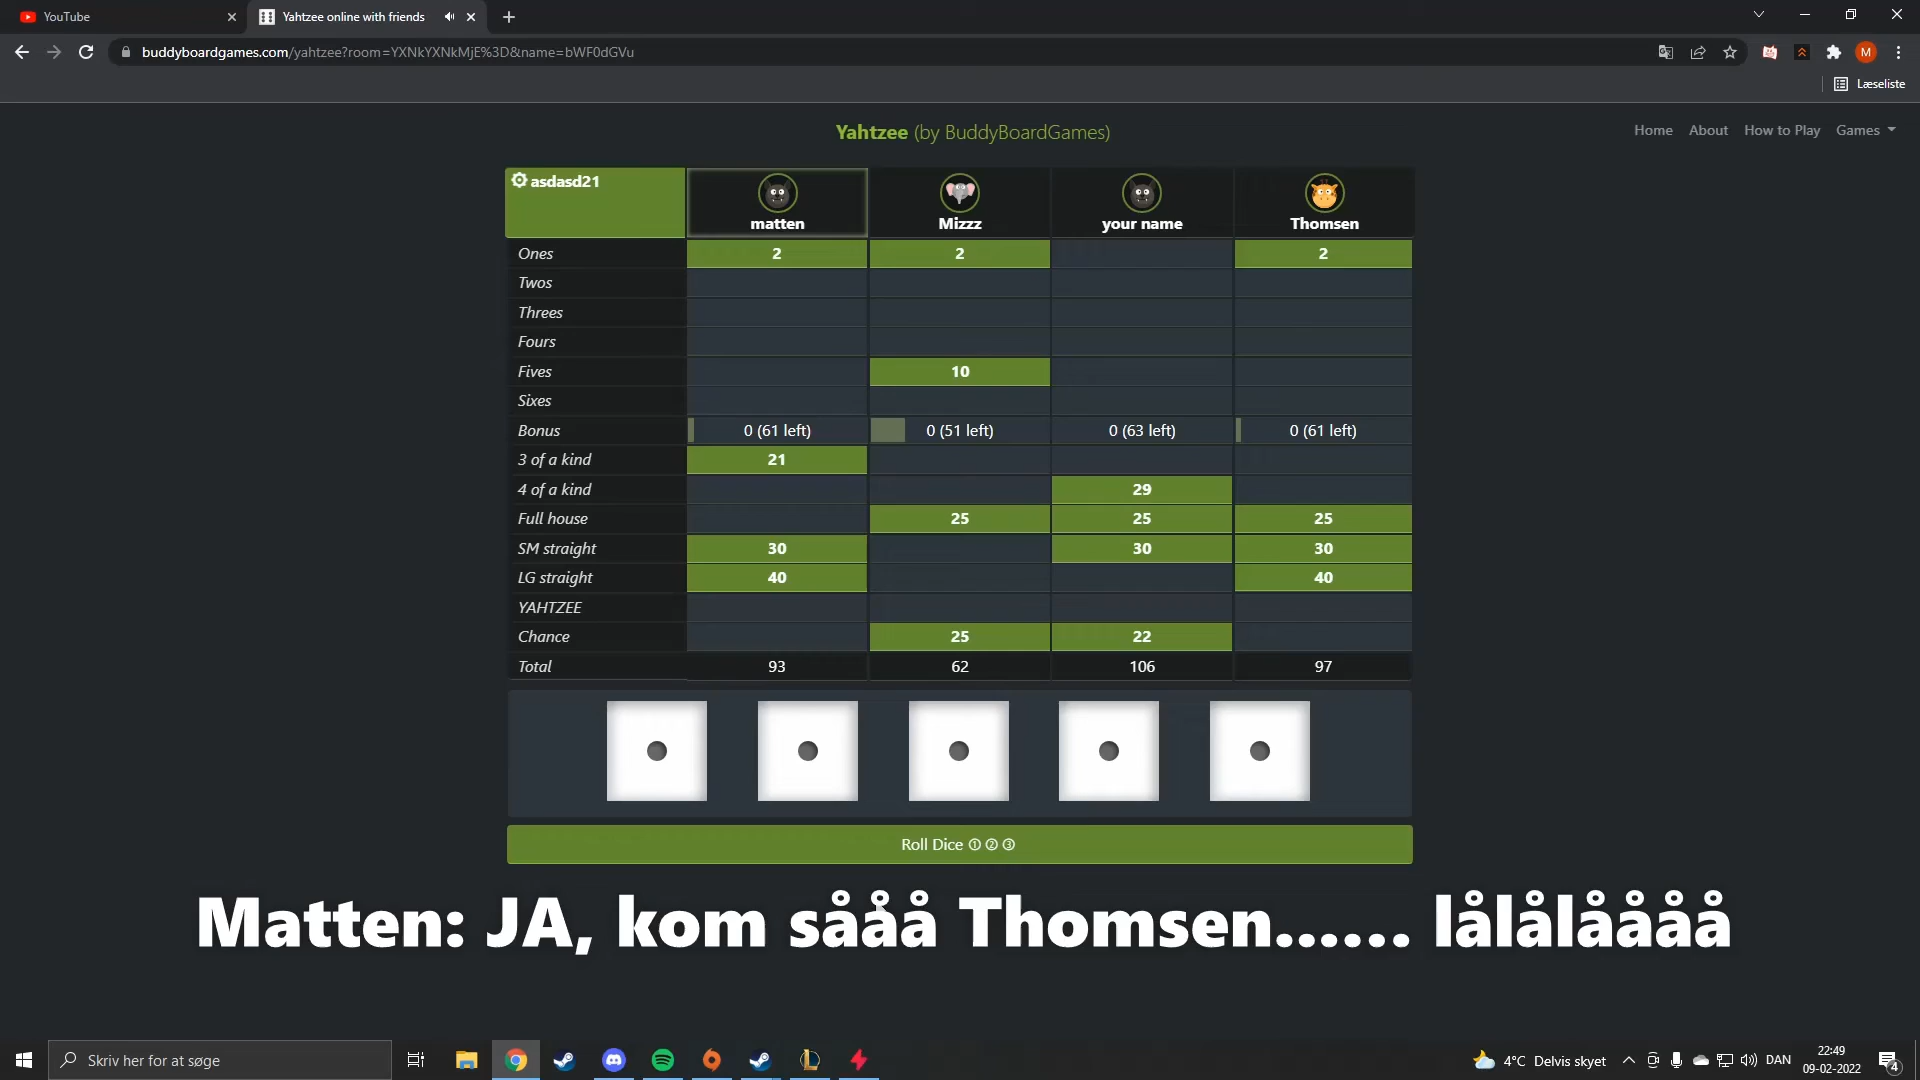 YouTube
Yahtzee online with friends
buddyboardgames.com/yahtzee?room=YXNkYXNkMjE%3D&name=bWF0dGVu
M
Læseliste
Yahtzee (by BuddyBoardGames)
Home About How to Play Games
asdasd21 matten Mizzz your name Thomsen
Ones 2 2 2
Twos
Threes
Fours
Fives 10
Sixes
Bonus 0 (61 left) 0 (51 left) 0 (63 left) 0 (61 left)
3 of a kind 21
4 of a kind 29
Full house 25 25 25
SM straight 30 30 30
LG straight 40 40
YAHTZEE
Chance 25 22
Total 93 62 106 97
Roll Dice ① ② ③
Matten: JA, kom sååå Thomsen...... lålålåååå
Skriv her for at søge
4°C Delvis skyet
DAN
22:49
09-02-2022
4